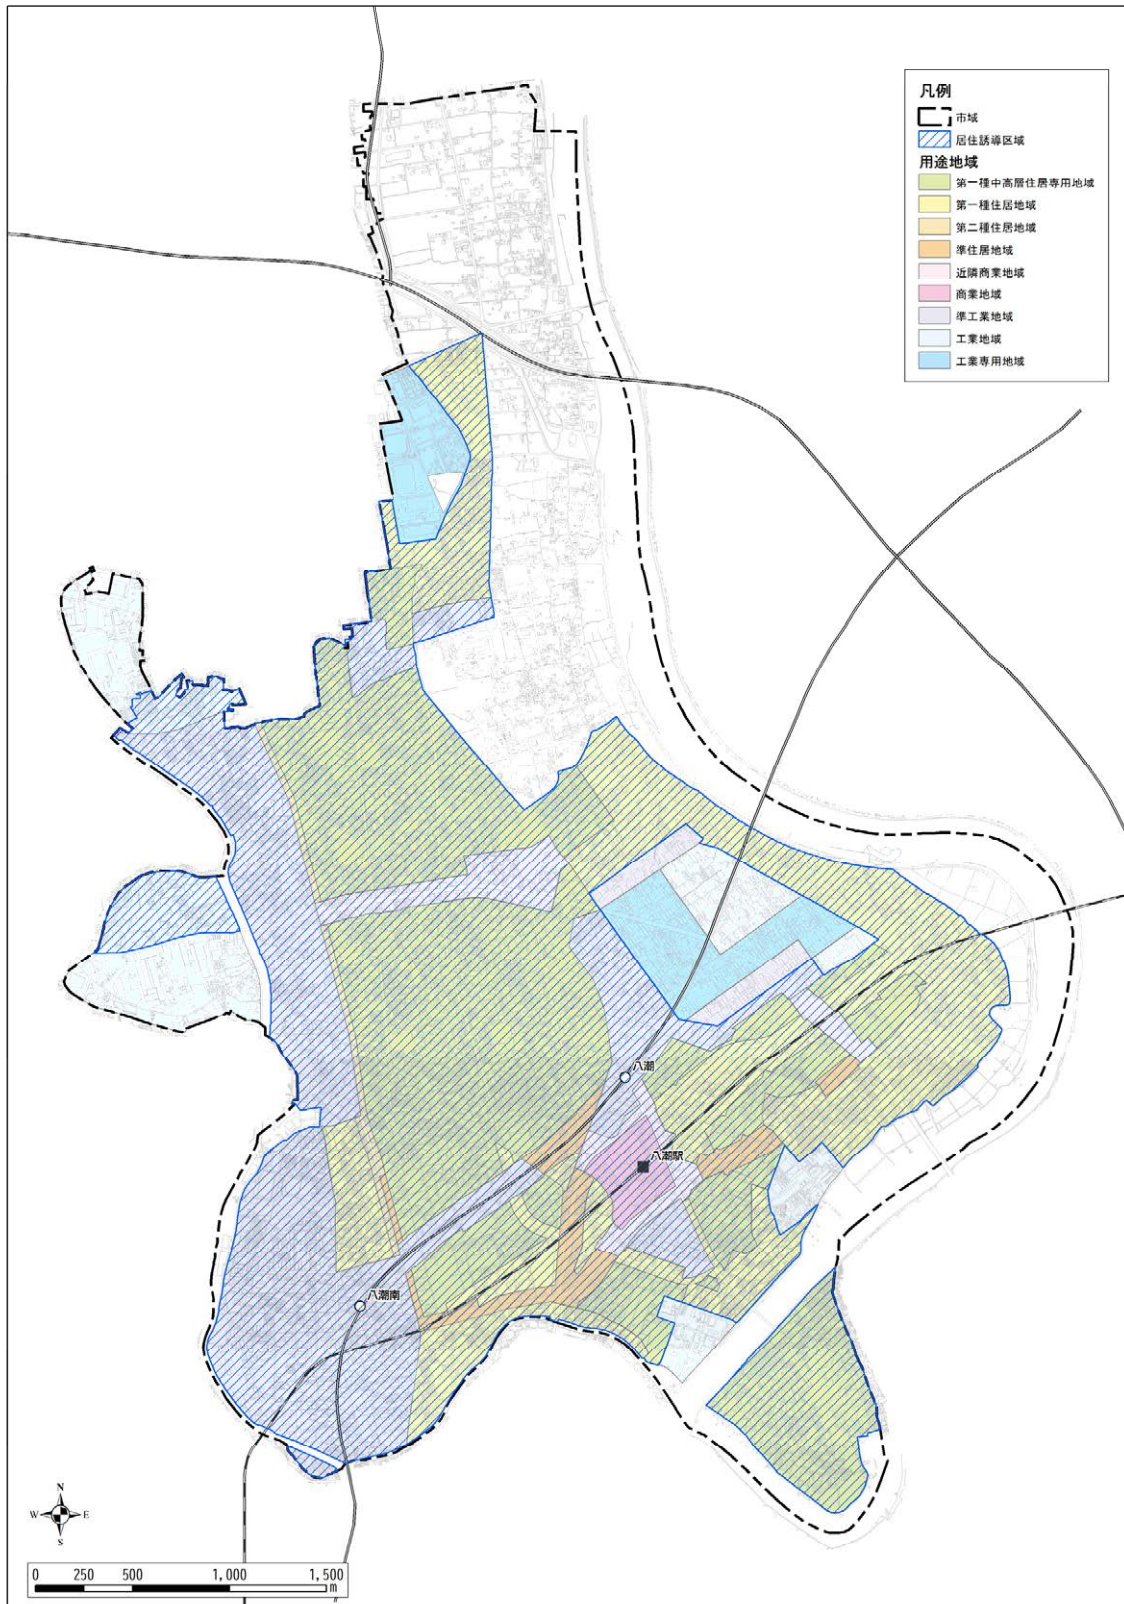 凡例
市域
居住誘導区域
用途地域
第一種中高層住居専用地域
第一種住居地域
第二種住居地域
準住居地域
近隣商業地域
商業地域
準工業地域
工業地域
工業専用地域
八潮
八潮駅
八潮南
N
W E
S
0 250 500 1,000 1,500
m